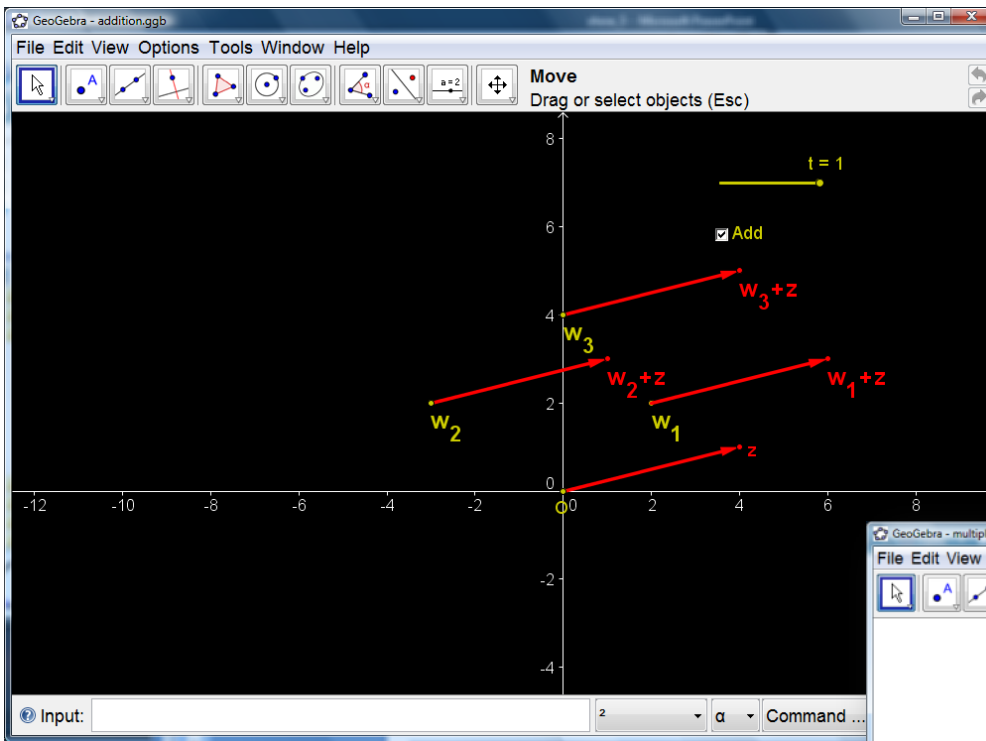 GeoGebra - addition.ggb
File Edit View Options Tools Window Help
A
α
a=2
Move
Drag or select objects (Esc)
8
t = 1
6
Add
w₃+z
4
w₃
w₂+z
w₁+z
2
w₂
w₁
z
0
-12 -10 -8 -6 -4 -2 0 2 4 6 8
O
-2
-4
GeoGebra - multipl
File Edit View
A
Input:
²
α
Command ...